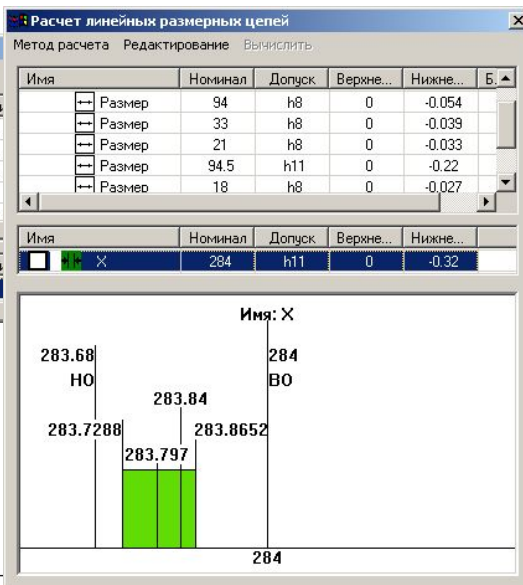 Расчет линейных размерных цепей
Метод расчета Редактирование Вычислить
Имя Номинал Допуск Верхне... Нижне... Б.
Размер 94 h8 0 -0.054
Размер 33 h8 0 -0.039
Размер 21 h8 0 -0.033
Размер 94.5 h11 0 -0.22
Размер 18 h8 0 -0.027
Имя Номинал Допуск Верхне... Нижне...
X 284 h11 0 -0.32
Имя: X
283.68 284
НО ВО
283.84
283.7288 283.8652
283.797
284